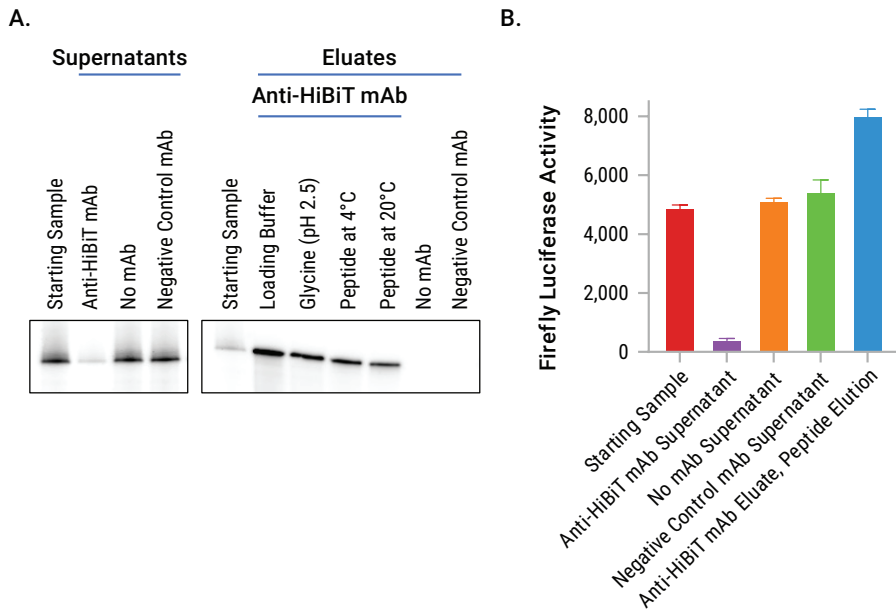 A.
Supernatants
Eluates
Anti-HiBiT mAb
Starting Sample
Anti-HiBiT mAb
No mAb
Negative Control mAb
Starting Sample
Loading Buffer
Glycine (pH 2.5)
Peptide at 4°C
Peptide at 20°C
No mAb
Negative Control mAb
B.
Firefly Luciferase Activity
8,000
6,000
4,000
2,000
0
Starting Sample
Anti-HiBiT mAb Supernatant
No mAb Supernatant
Negative Control mAb Supernatant
Anti-HiBiT mAb Eluate, Peptide Elution